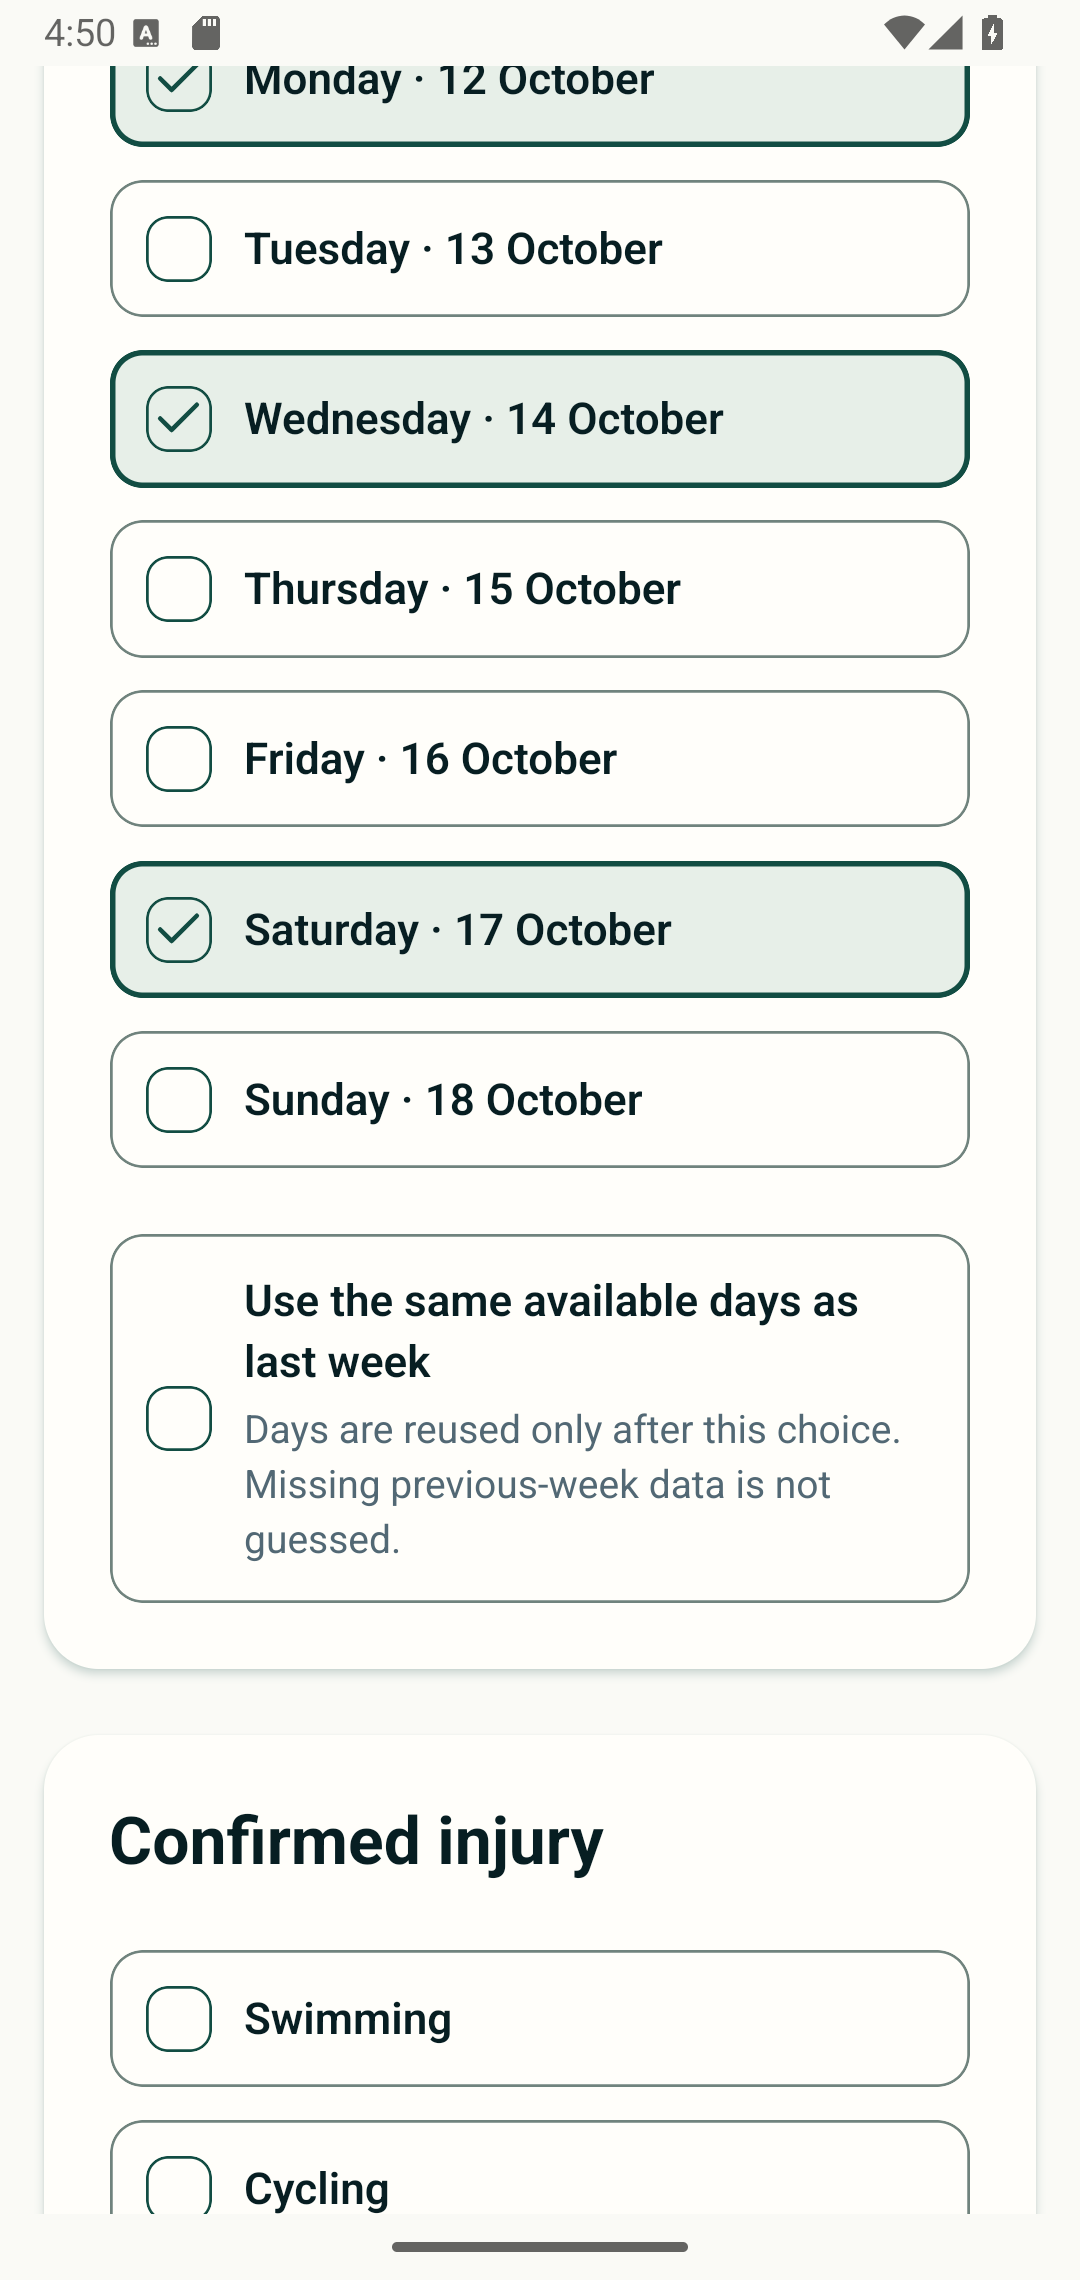 4:50
Monday · 12 October
Tuesday · 13 October
Wednesday · 14 October
Thursday · 15 October
Friday · 16 October
Saturday · 17 October
Sunday · 18 October
Use the same available days as
last week
Days are reused only after this choice.
Missing previous-week data is not
guessed.
Confirmed injury
Swimming
Cycling